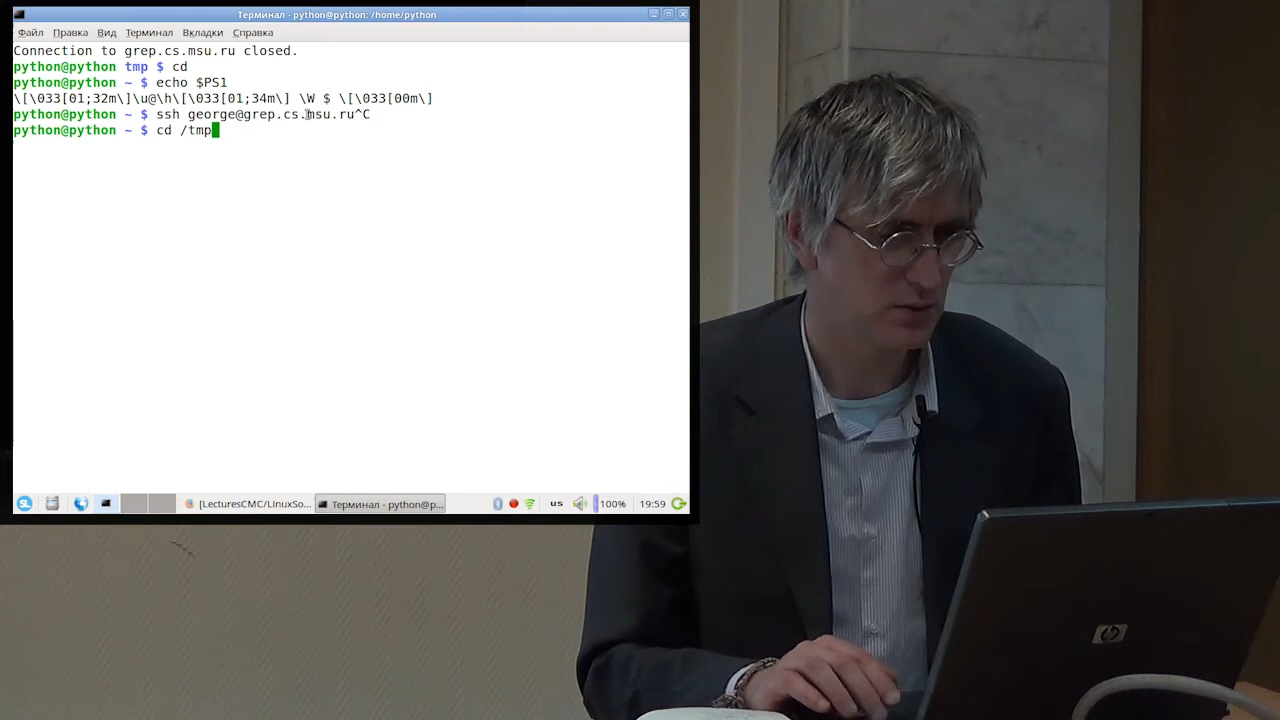 Терминал - python@python: /home/python
Файл Правка Вид Терминал Вкладки Справка
Connection to grep.cs.msu.ru closed.
python@python tmp $ cd
python@python ~ $ echo $PS1
\[\033[01;32m\]\u@\h\[\033[01;34m\] \W $ \[\033[00m\]
python@python ~ $ ssh george@grep.cs.msu.ru^C
python@python ~ $ cd /tmp
SL [LecturesCMC/LinuxSo... Терминал - python@p... us 100% 19:59
hp